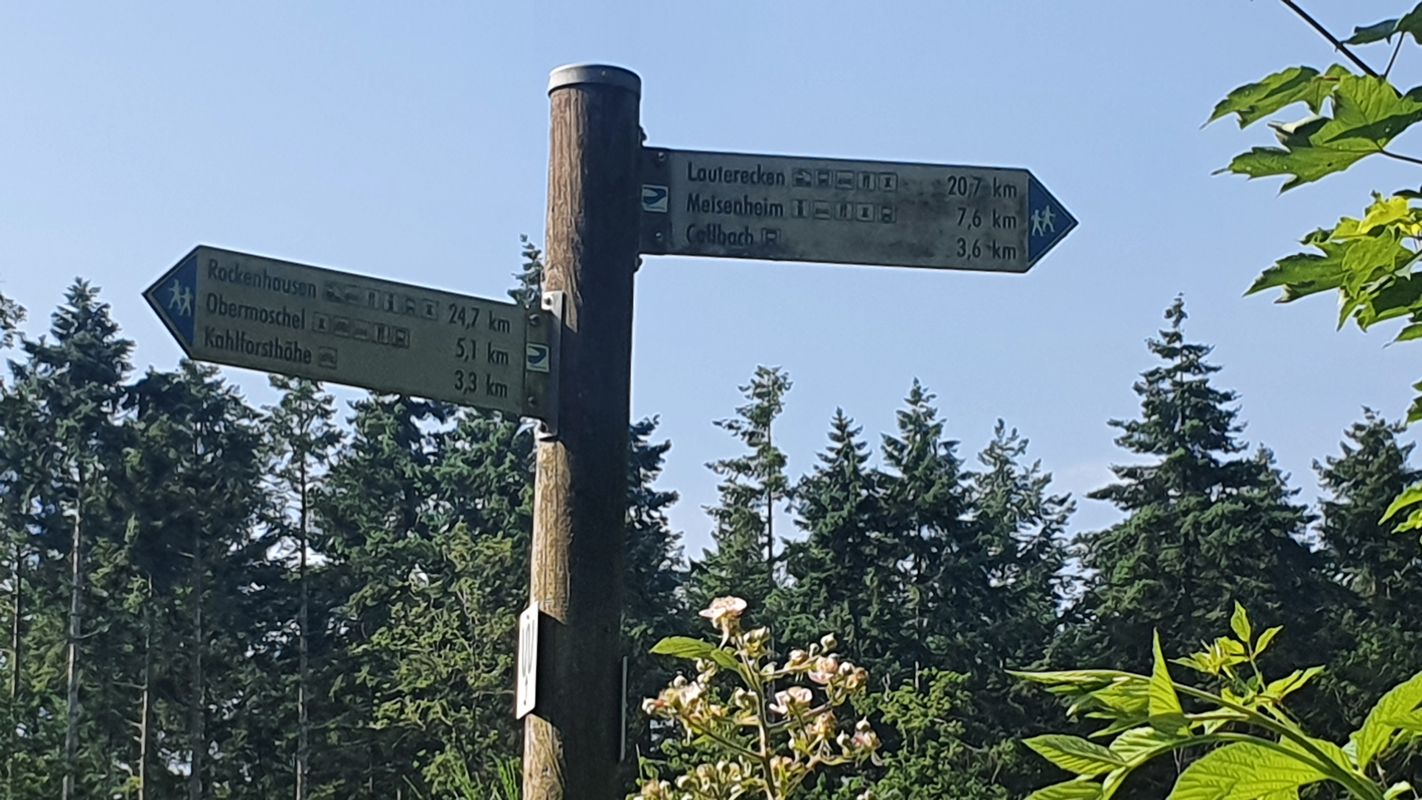 Lauterecken 20,7 km
Meisenheim 7,6 km
Callbach 3,6 km
Rockenhausen 24,7 km
Obermoschel 5,1 km
Kahlforsthöhe 3,3 km